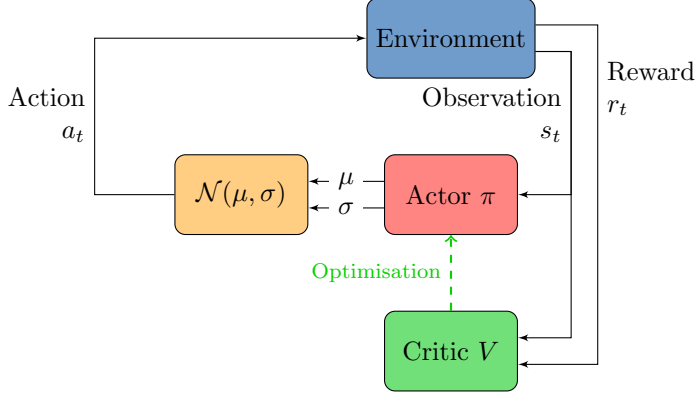 Environment
Action
a_t
Observation
s_t
Reward
r_t
𝒩(μ, σ)
μ
σ
Actor π
Optimisation
Critic V